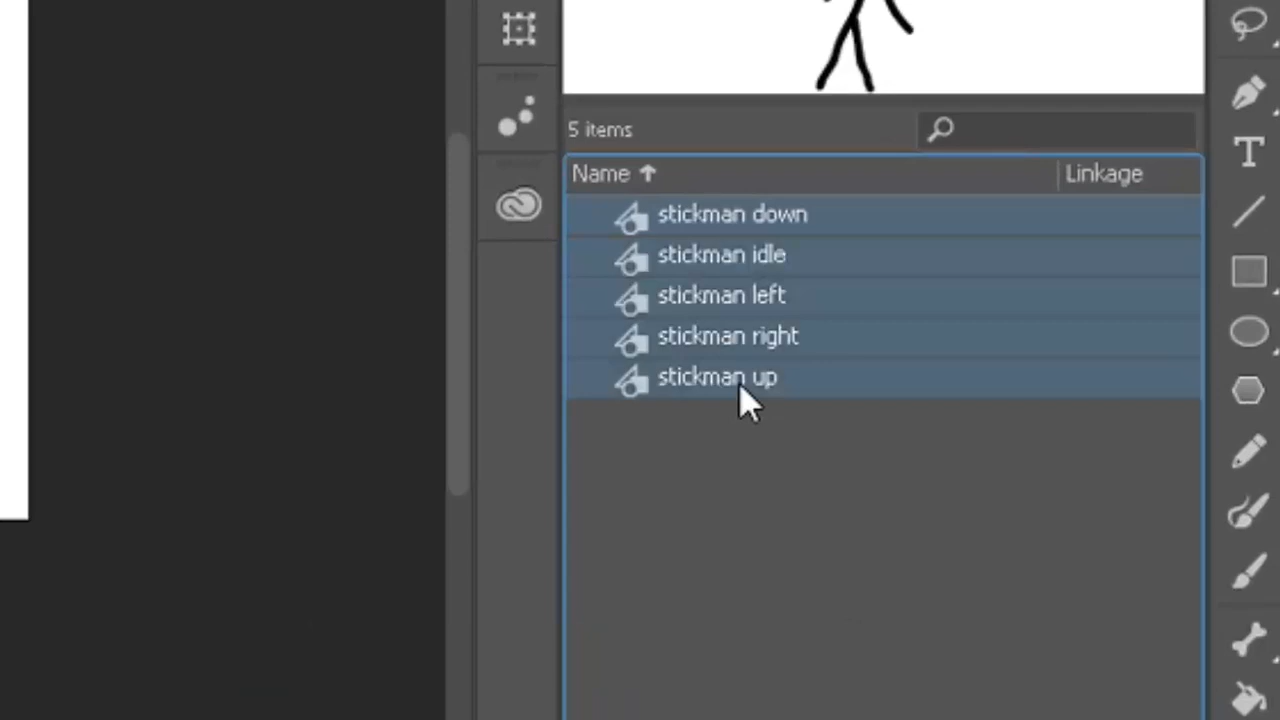 5 items
Name Linkage
stickman down
stickman idle
stickman left
stickman right
stickman up